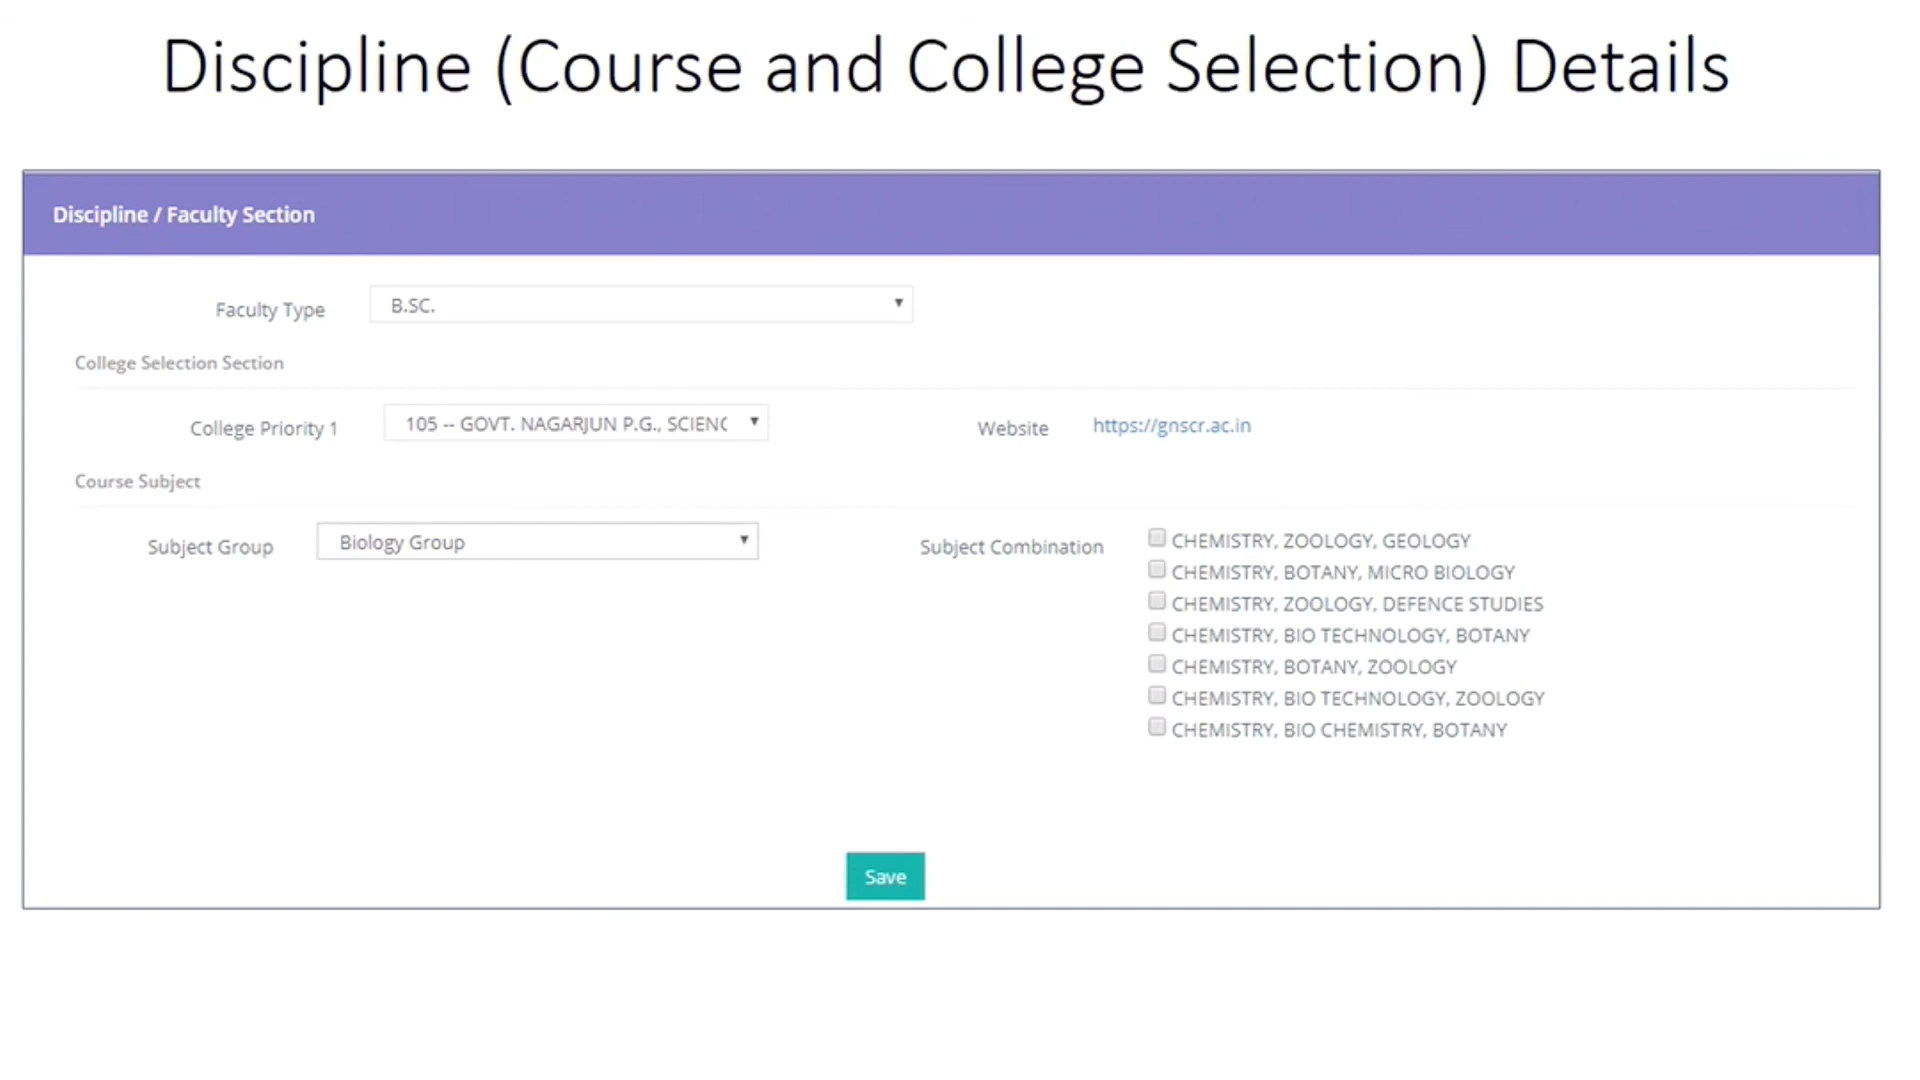 Discipline (Course and College Selection) Details
Discipline / Faculty Section
Faculty Type B.SC.
College Selection Section
College Priority 1 105 -- GOVT. NAGARJUN P.G., SCIENC Website https://gnscr.ac.in
Course Subject
Subject Group Biology Group Subject Combination CHEMISTRY, ZOOLOGY, GEOLOGY
CHEMISTRY, BOTANY, MICRO BIOLOGY
CHEMISTRY, ZOOLOGY, DEFENCE STUDIES
CHEMISTRY, BIO TECHNOLOGY, BOTANY
CHEMISTRY, BOTANY, ZOOLOGY
CHEMISTRY, BIO TECHNOLOGY, ZOOLOGY
CHEMISTRY, BIO CHEMISTRY, BOTANY
Save